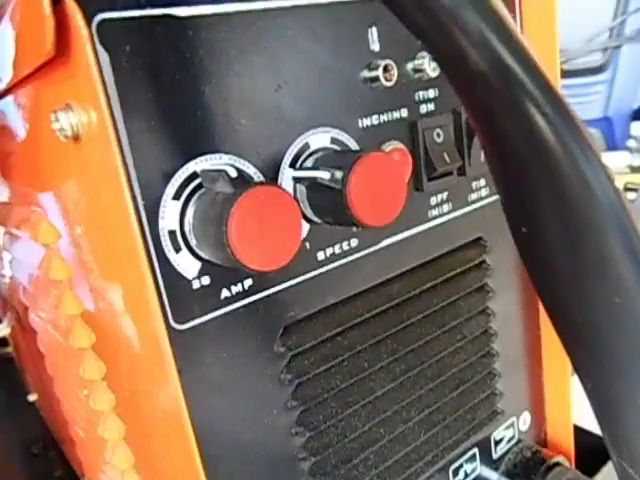 (TIG)
ON
INCHING
O
I
OFF
(MIG)
TIG
(MIG)
1
SPEED
20
AMP